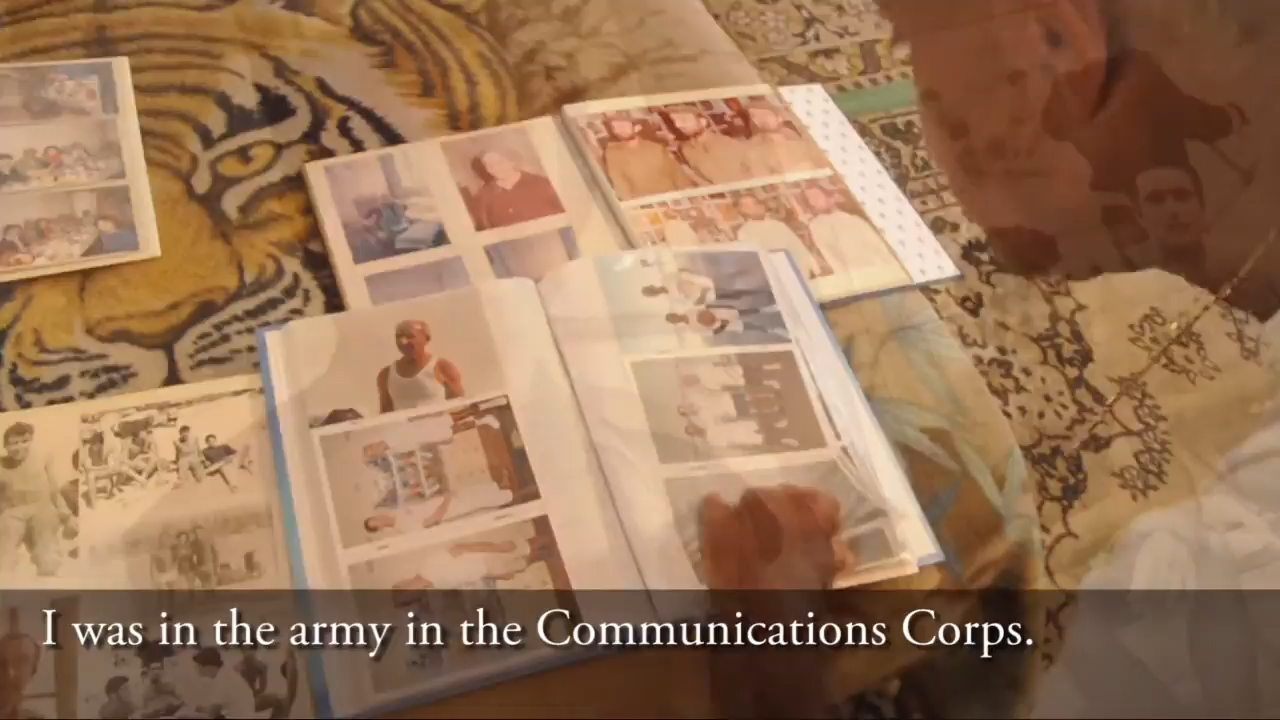 I was in the army in the Communications Corps.